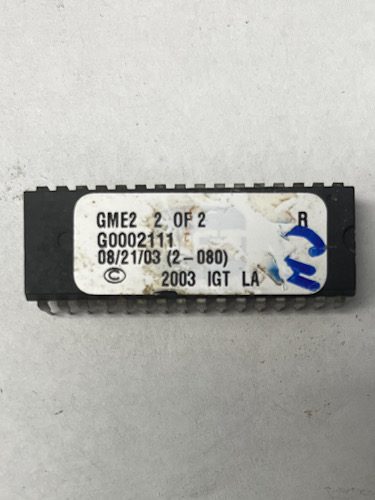 GME2 2 OF 2 R
G0002111
08/21/03 (2-080)
© 2003 IGT LA